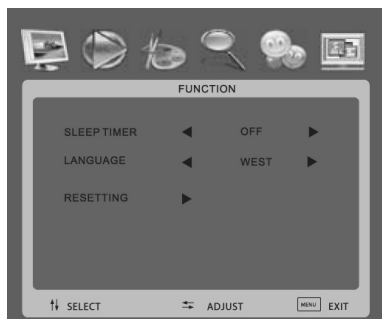 FUNCTION
SLEEP TIMER OFF
LANGUAGE WEST
RESETTING
SELECT ADJUST MENU EXIT